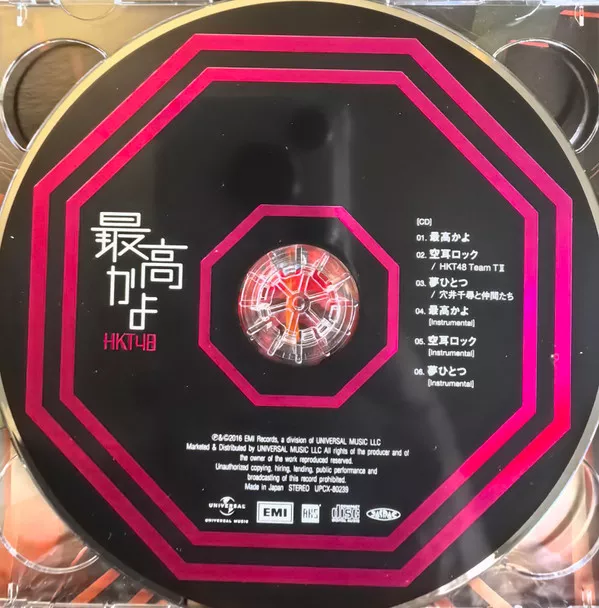 最高
かよ
HKT48
[CD]
01. 最高かよ
02. 空耳ロック
/ HKT48 Team TⅡ
03. 夢ひとつ
/ 穴井千尋と仲間たち
04. 最高かよ
[Instrumental]
05. 空耳ロック
[Instrumental]
06. 夢ひとつ
[Instrumental]
℗&©2016 EMI Records, a division of UNIVERSAL MUSIC LLC
Marketed & Distributed by UNIVERSAL MUSIC LLC All rights of the producer and of
the owner of the work reproduced reserved.
Unauthorized copying, hiring, lending, public performance and
broadcasting of this record prohibited.
Made in Japan STEREO UPCX-80239
UNIVERSAL
UNIVERSAL MUSIC
EMI
disc
DIGITAL AUDIO